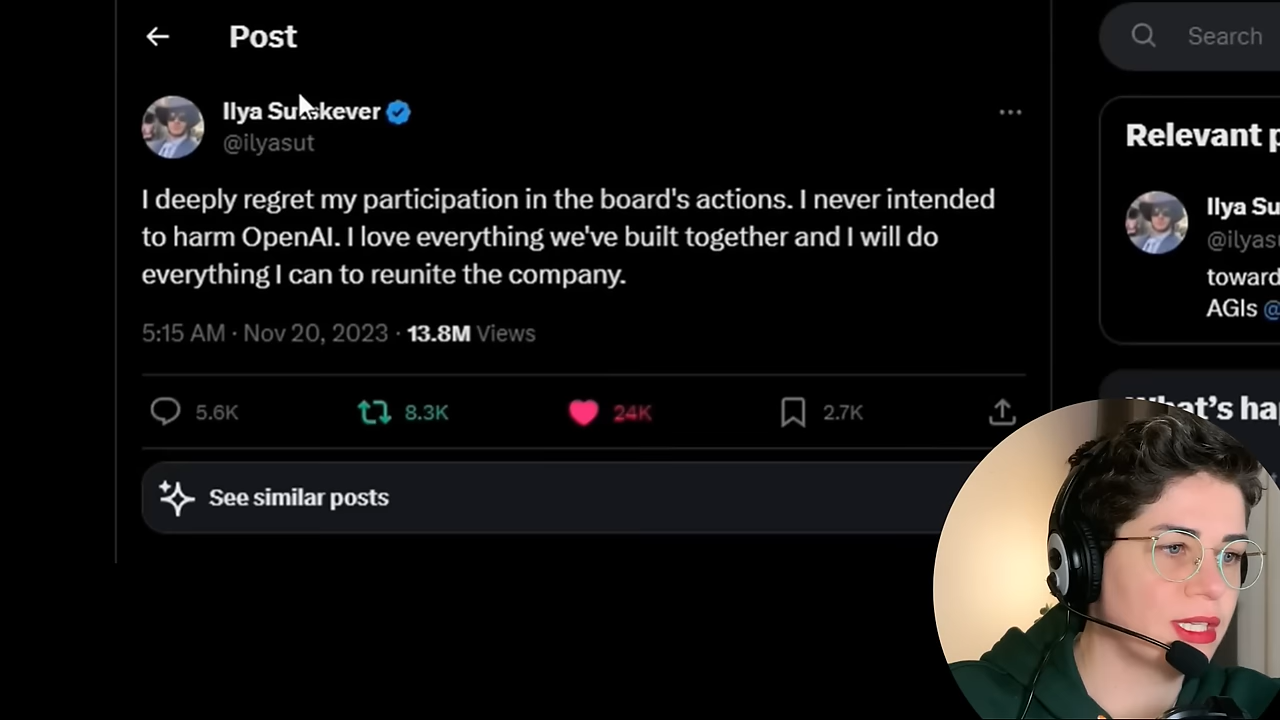 Post
Search
Ilya Sutskever
@ilyasut
I deeply regret my participation in the board's actions. I never intended
to harm OpenAI. I love everything we've built together and I will do
everything I can to reunite the company.
5:15 AM · Nov 20, 2023 · 13.8M Views
5.6K
8.3K
24K
2.7K
See similar posts
Relevant p
Ilya Su
@ilyas
toward
AGIs @
What's ha